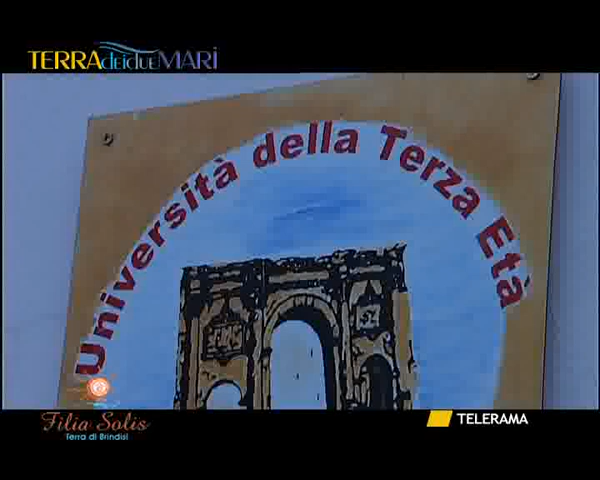 TERRAdeidueMARI
Università della Terza Età
Filia Solis
Terra di Brindisi
TELERAMA